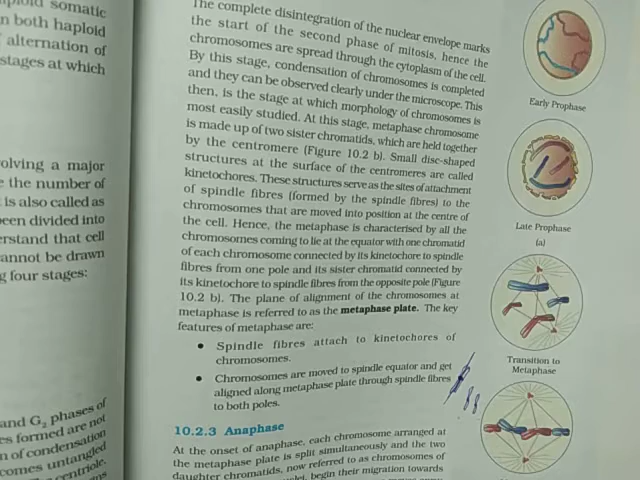 ploid somatic
n both haploid
alternation of
stages at which
olving a major
e the number of
is also called as
een divided into
erstand that cell
annot be drawn
g four stages:
and G2 phases of
es formed are not
n of condensation
comes untangled
centriole,
The complete disintegration of the nuclear envelope marks
the start of the second phase of mitosis, hence the
chromosomes are spread through the cytoplasm of the cell.
By this stage, condensation of chromosomes is completed
and they can be observed clearly under the microscope. This
then, is the stage at which morphology of chromosomes is
most easily studied. At this stage, metaphase chromosome
is made up of two sister chromatids, which are held together
by the centromere (Figure 10.2 b). Small disc-shaped
structures at the surface of the centromeres are called
kinetochores. These structures serve as the sites of attachment
of spindle fibres (formed by the spindle fibres) to the
chromosomes that are moved into position at the centre of
the cell. Hence, the metaphase is characterised by all the
chromosomes coming to lie at the equator with one chromatid
of each chromosome connected by its kinetochore to spindle
fibres from one pole and its sister chromatid connected by
its kinetochore to spindle fibres from the opposite pole (Figure
10.2 b). The plane of alignment of the chromosomes at
metaphase is referred to as the metaphase plate. The key
features of metaphase are:
• Spindle fibres attach to kinetochores of
chromosomes.
• Chromosomes are moved to spindle equator and get
aligned along metaphase plate through spindle fibres
to both poles.
10.2.3 Anaphase
At the onset of anaphase, each chromosome arranged at
the metaphase plate is split simultaneously and the two
daughter chromatids, now referred to as chromosomes of
begin their migration towards
Early Prophase
Late Prophase
(a)
Transition to
Metaphase